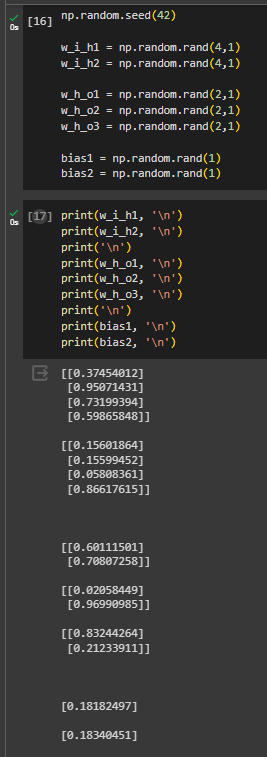 [16] np.random.seed(42)
0s
w_i_h1 = np.random.rand(4,1)
w_i_h2 = np.random.rand(4,1)
w_h_o1 = np.random.rand(2,1)
w_h_o2 = np.random.rand(2,1)
w_h_o3 = np.random.rand(2,1)
bias1 = np.random.rand(1)
bias2 = np.random.rand(1)
[17] print(w_i_h1, '\n')
0s print(w_i_h2, '\n')
print('\n')
print(w_h_o1, '\n')
print(w_h_o2, '\n')
print(w_h_o3, '\n')
print('\n')
print(bias1, '\n')
print(bias2, '\n')
[[0.37454012]
[0.95071431]
[0.73199394]
[0.59865848]]
[[0.15601864]
[0.15599452]
[0.05808361]
[0.86617615]]
[[0.60111501]
[0.70807258]]
[[0.02058449]
[0.96990985]]
[[0.83244264]
[0.21233911]]
[0.18182497]
[0.18340451]